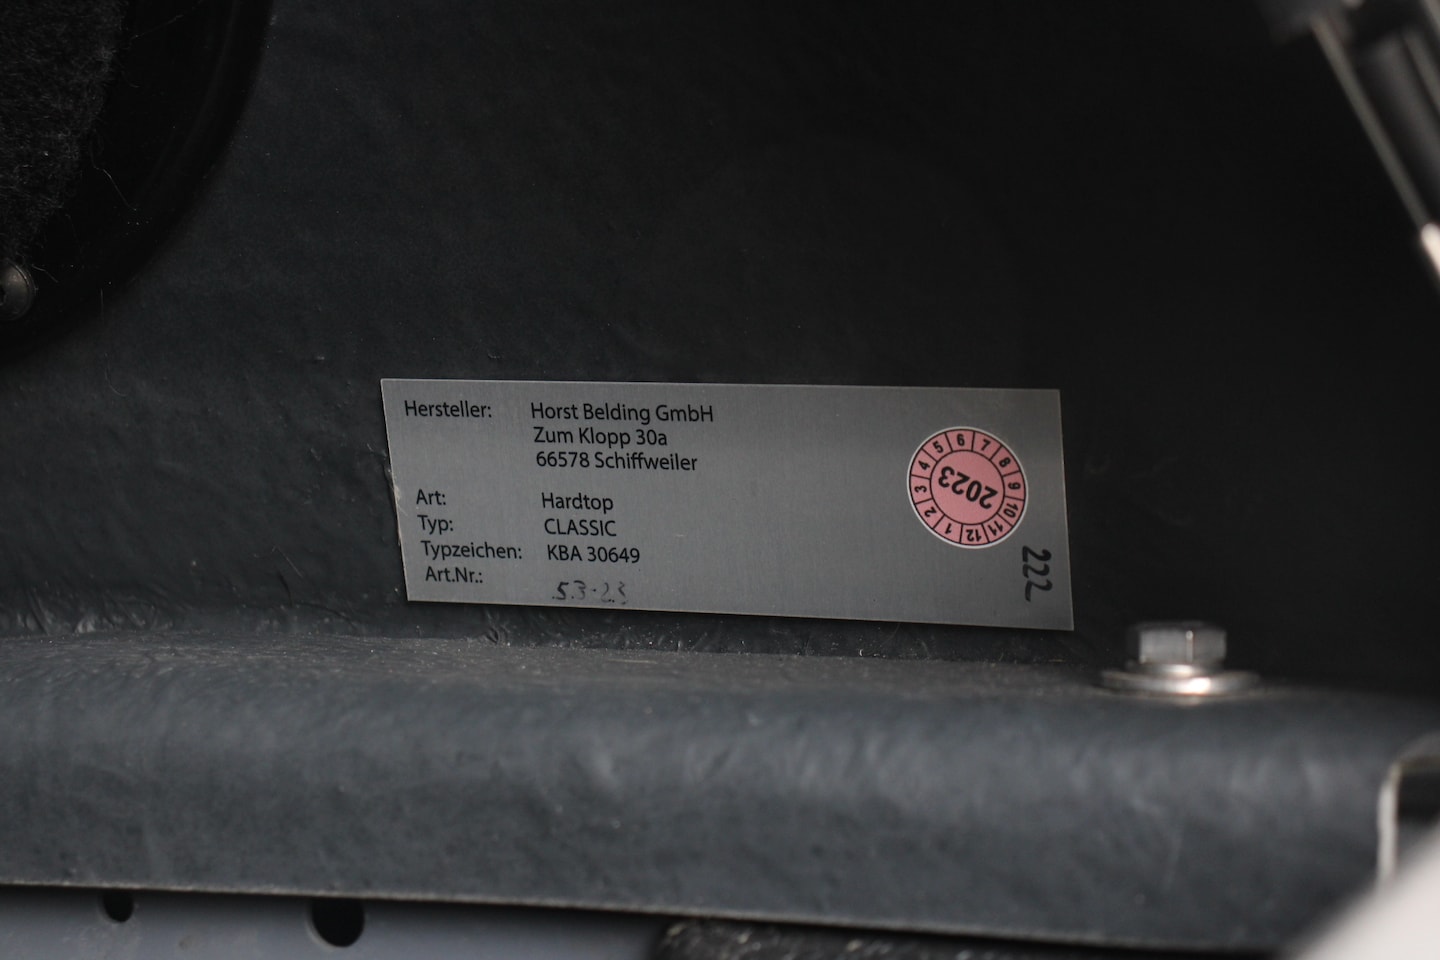 Hersteller: Horst Belding GmbH
Zum Klopp 30a
66578 Schiffweiler
Art: Hardtop
Typ: CLASSIC
Typzeichen: KBA 30649
Art.Nr.: 53-23
2023
1 2 3 4 5 6 7 8 9 10 11 12
222